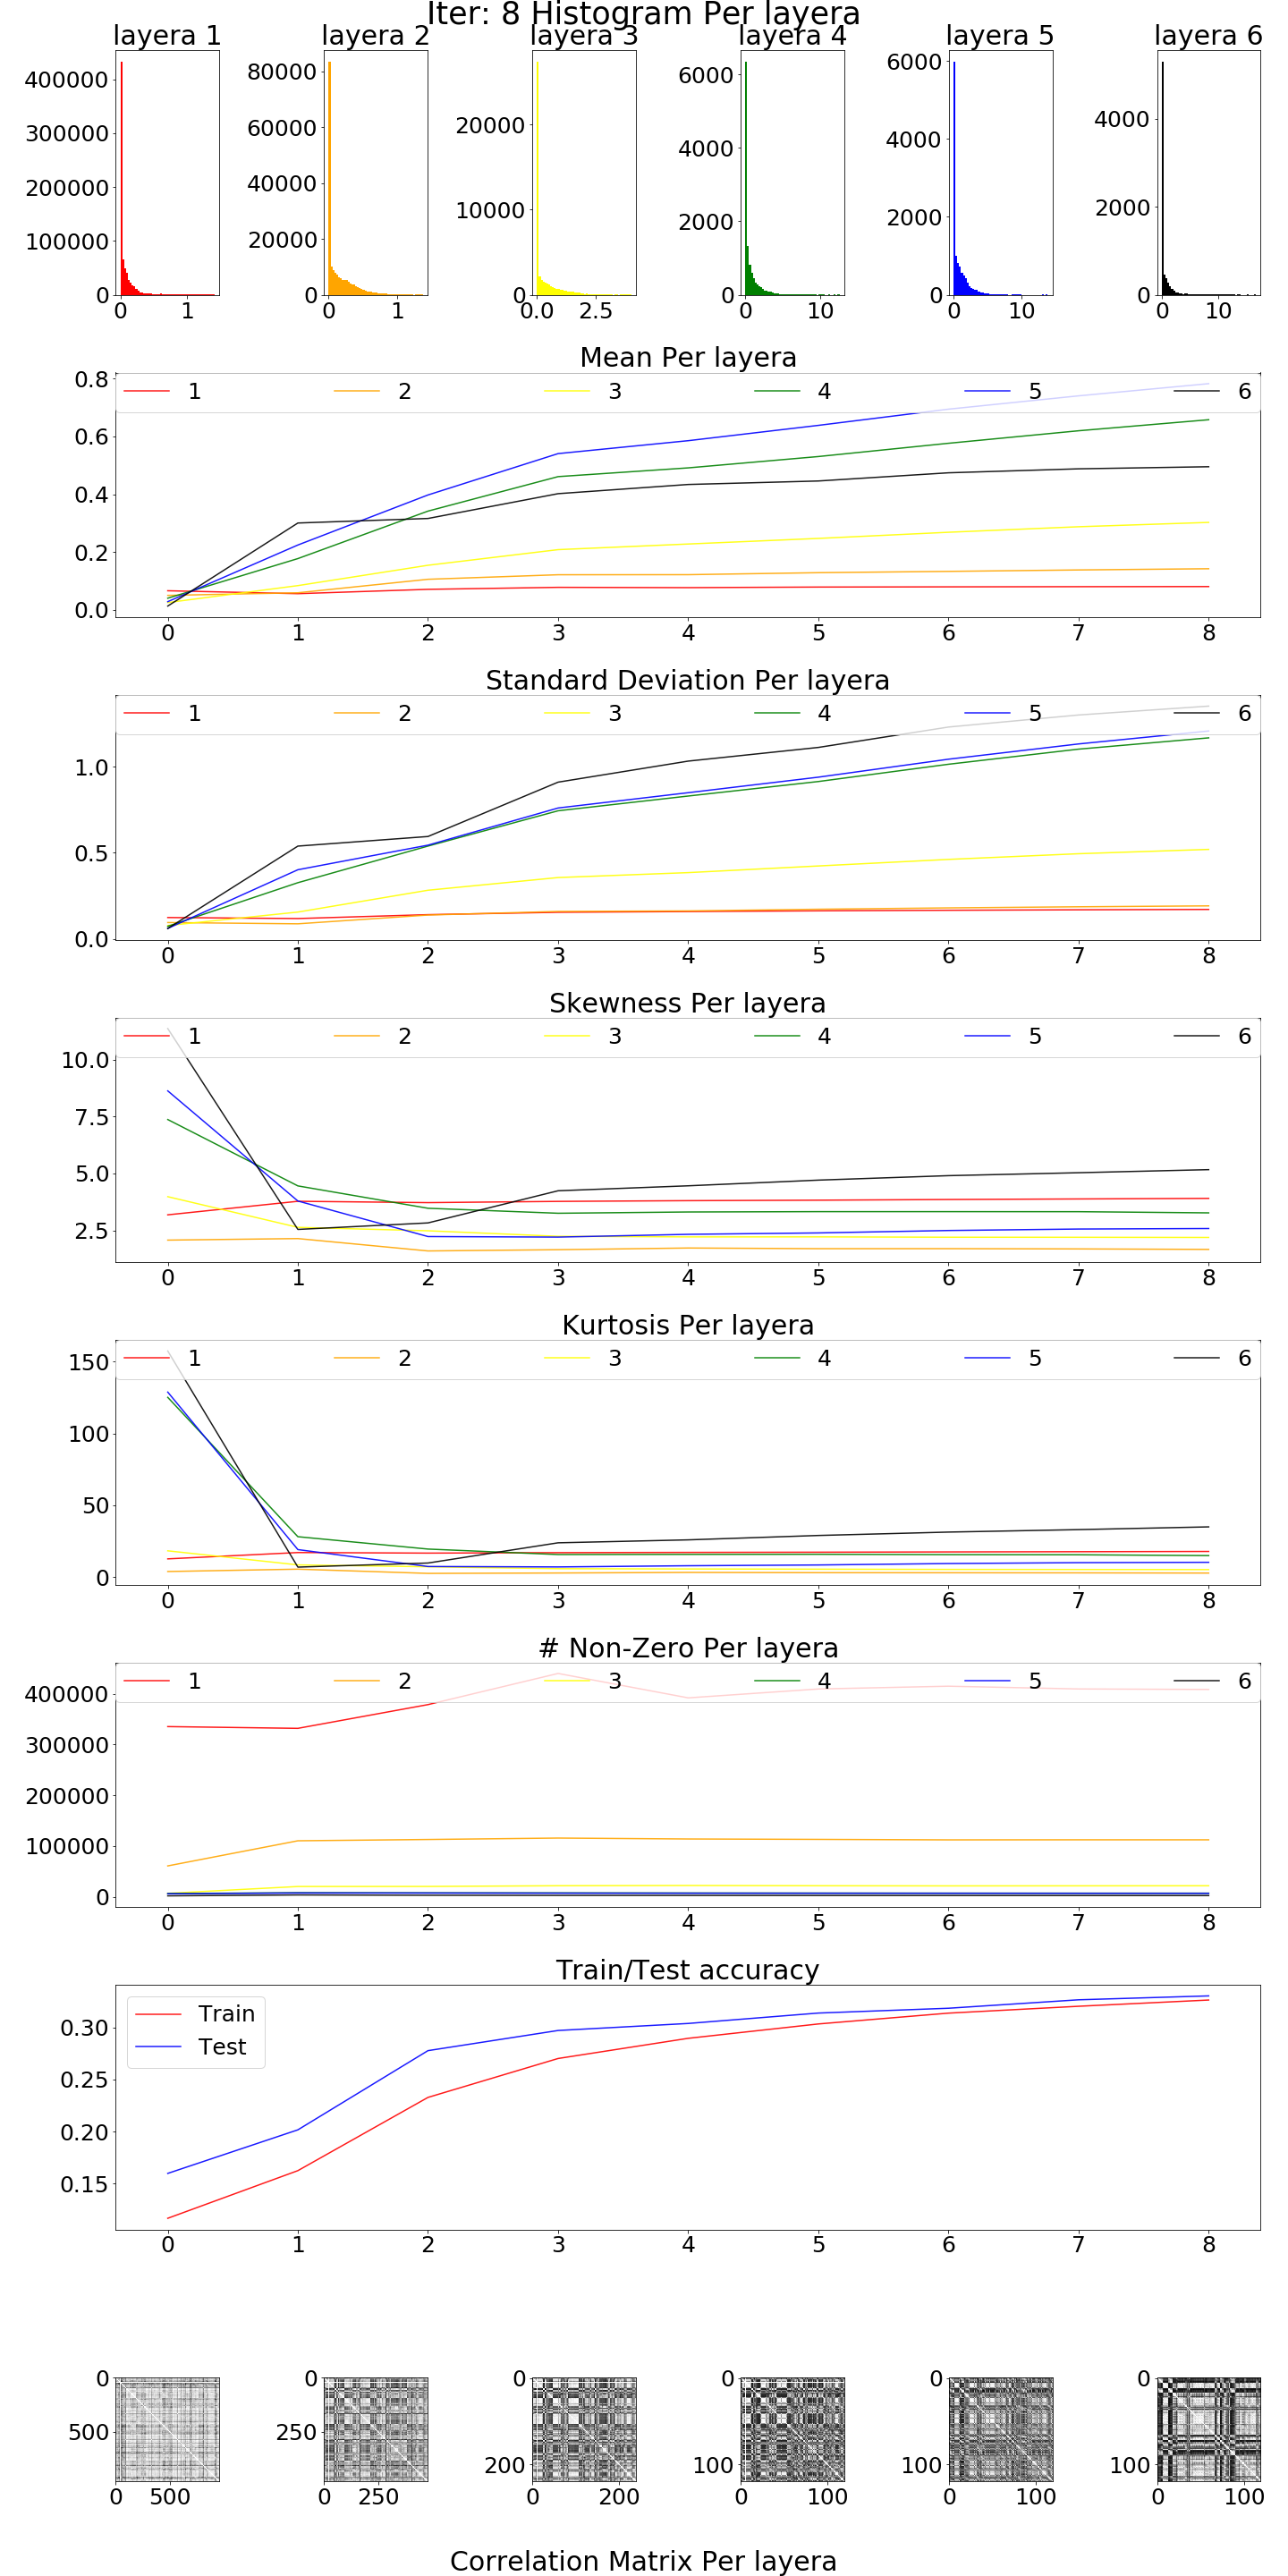 Iter: 8 Histogram Per layera
layera 1 layera 2 layera 3 layera 4 layera 5 layera 6
400000 300000 200000 100000 0
0 1
80000 60000 40000 20000 0
0 1
20000 10000 0
0.0 2.5
6000 4000 2000 0
0 10
6000 4000 2000 0
0 10
4000 2000 0
0 10
Mean Per layera
1 2 3 4 5 6
0.8
0.6
0.4
0.2
0.0
0 1 2 3 4 5 6 7 8
Standard Deviation Per layera
1 2 3 4 5 6
1.0
0.5
0.0
0 1 2 3 4 5 6 7 8
Skewness Per layera
1 2 3 4 5 6
10.0
7.5
5.0
2.5
0 1 2 3 4 5 6 7 8
Kurtosis Per layera
1 2 3 4 5 6
150
100
50
0
0 1 2 3 4 5 6 7 8
# Non-Zero Per layera
1 2 3 4 5 6
400000
300000
200000
100000
0
0 1 2 3 4 5 6 7 8
Train/Test accuracy
Train
Test
0.30
0.25
0.20
0.15
0 1 2 3 4 5 6 7 8
0 500
0 500
0 250
0 250
0 200
0 200
0 100
0 100
0 100
0 100
0 100
0 100
Correlation Matrix Per layera